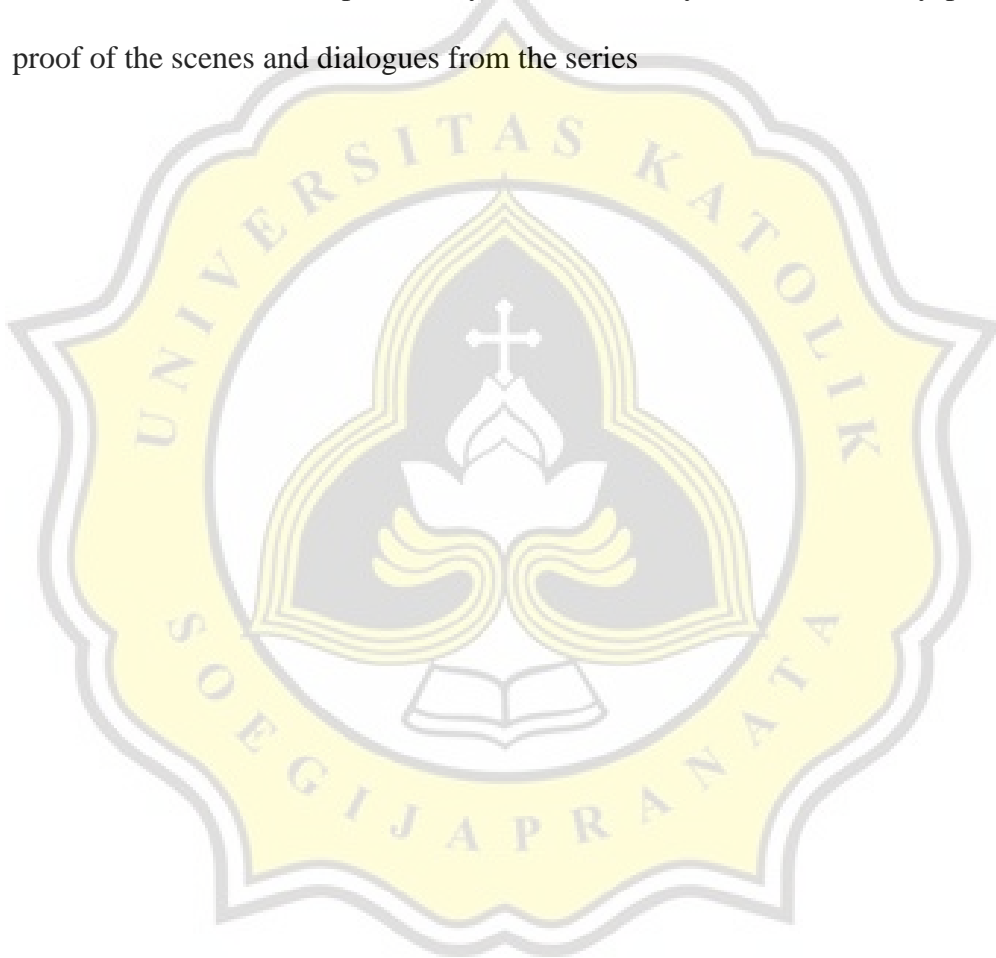 proof of the scenes and dialogues from the series
UNIVERSITAS KATOLIK
SOEGIJAPRANATA